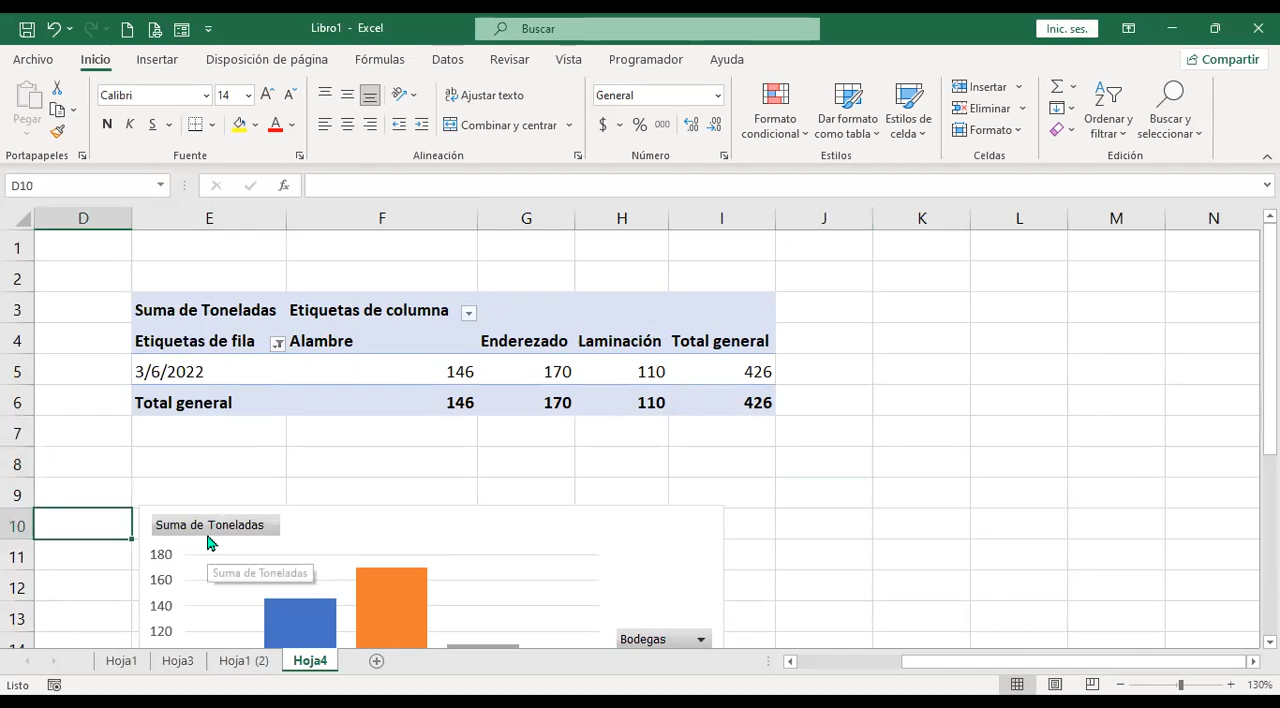 Libro1 - Excel
Buscar
Inic. ses.
Archivo Inicio Insertar Disposición de página Fórmulas Datos Revisar Vista Programador Ayuda
Compartir
Pegar
Calibri 14
N K S
Ajustar texto
Combinar y centrar
General
$ % 000
Formato condicional
Dar formato como tabla
Estilos de celda
Insertar
Eliminar
Formato
Ordenar y filtrar
Buscar y seleccionar
Portapapeles Fuente Alineación Número Estilos Celdas Edición
D10
fx
D E F G H I J K L M N
1
2
3 Suma de Toneladas Etiquetas de columna
4 Etiquetas de fila Alambre Enderezado Laminación Total general
5 3/6/2022 146 170 110 426
6 Total general 146 170 110 426
7
8
9
10 Suma de Toneladas
11 180
12 160 Suma de Toneladas
13 140
14 120 Bodegas
Hoja1 Hoja3 Hoja1 (2) Hoja4
Listo 130%